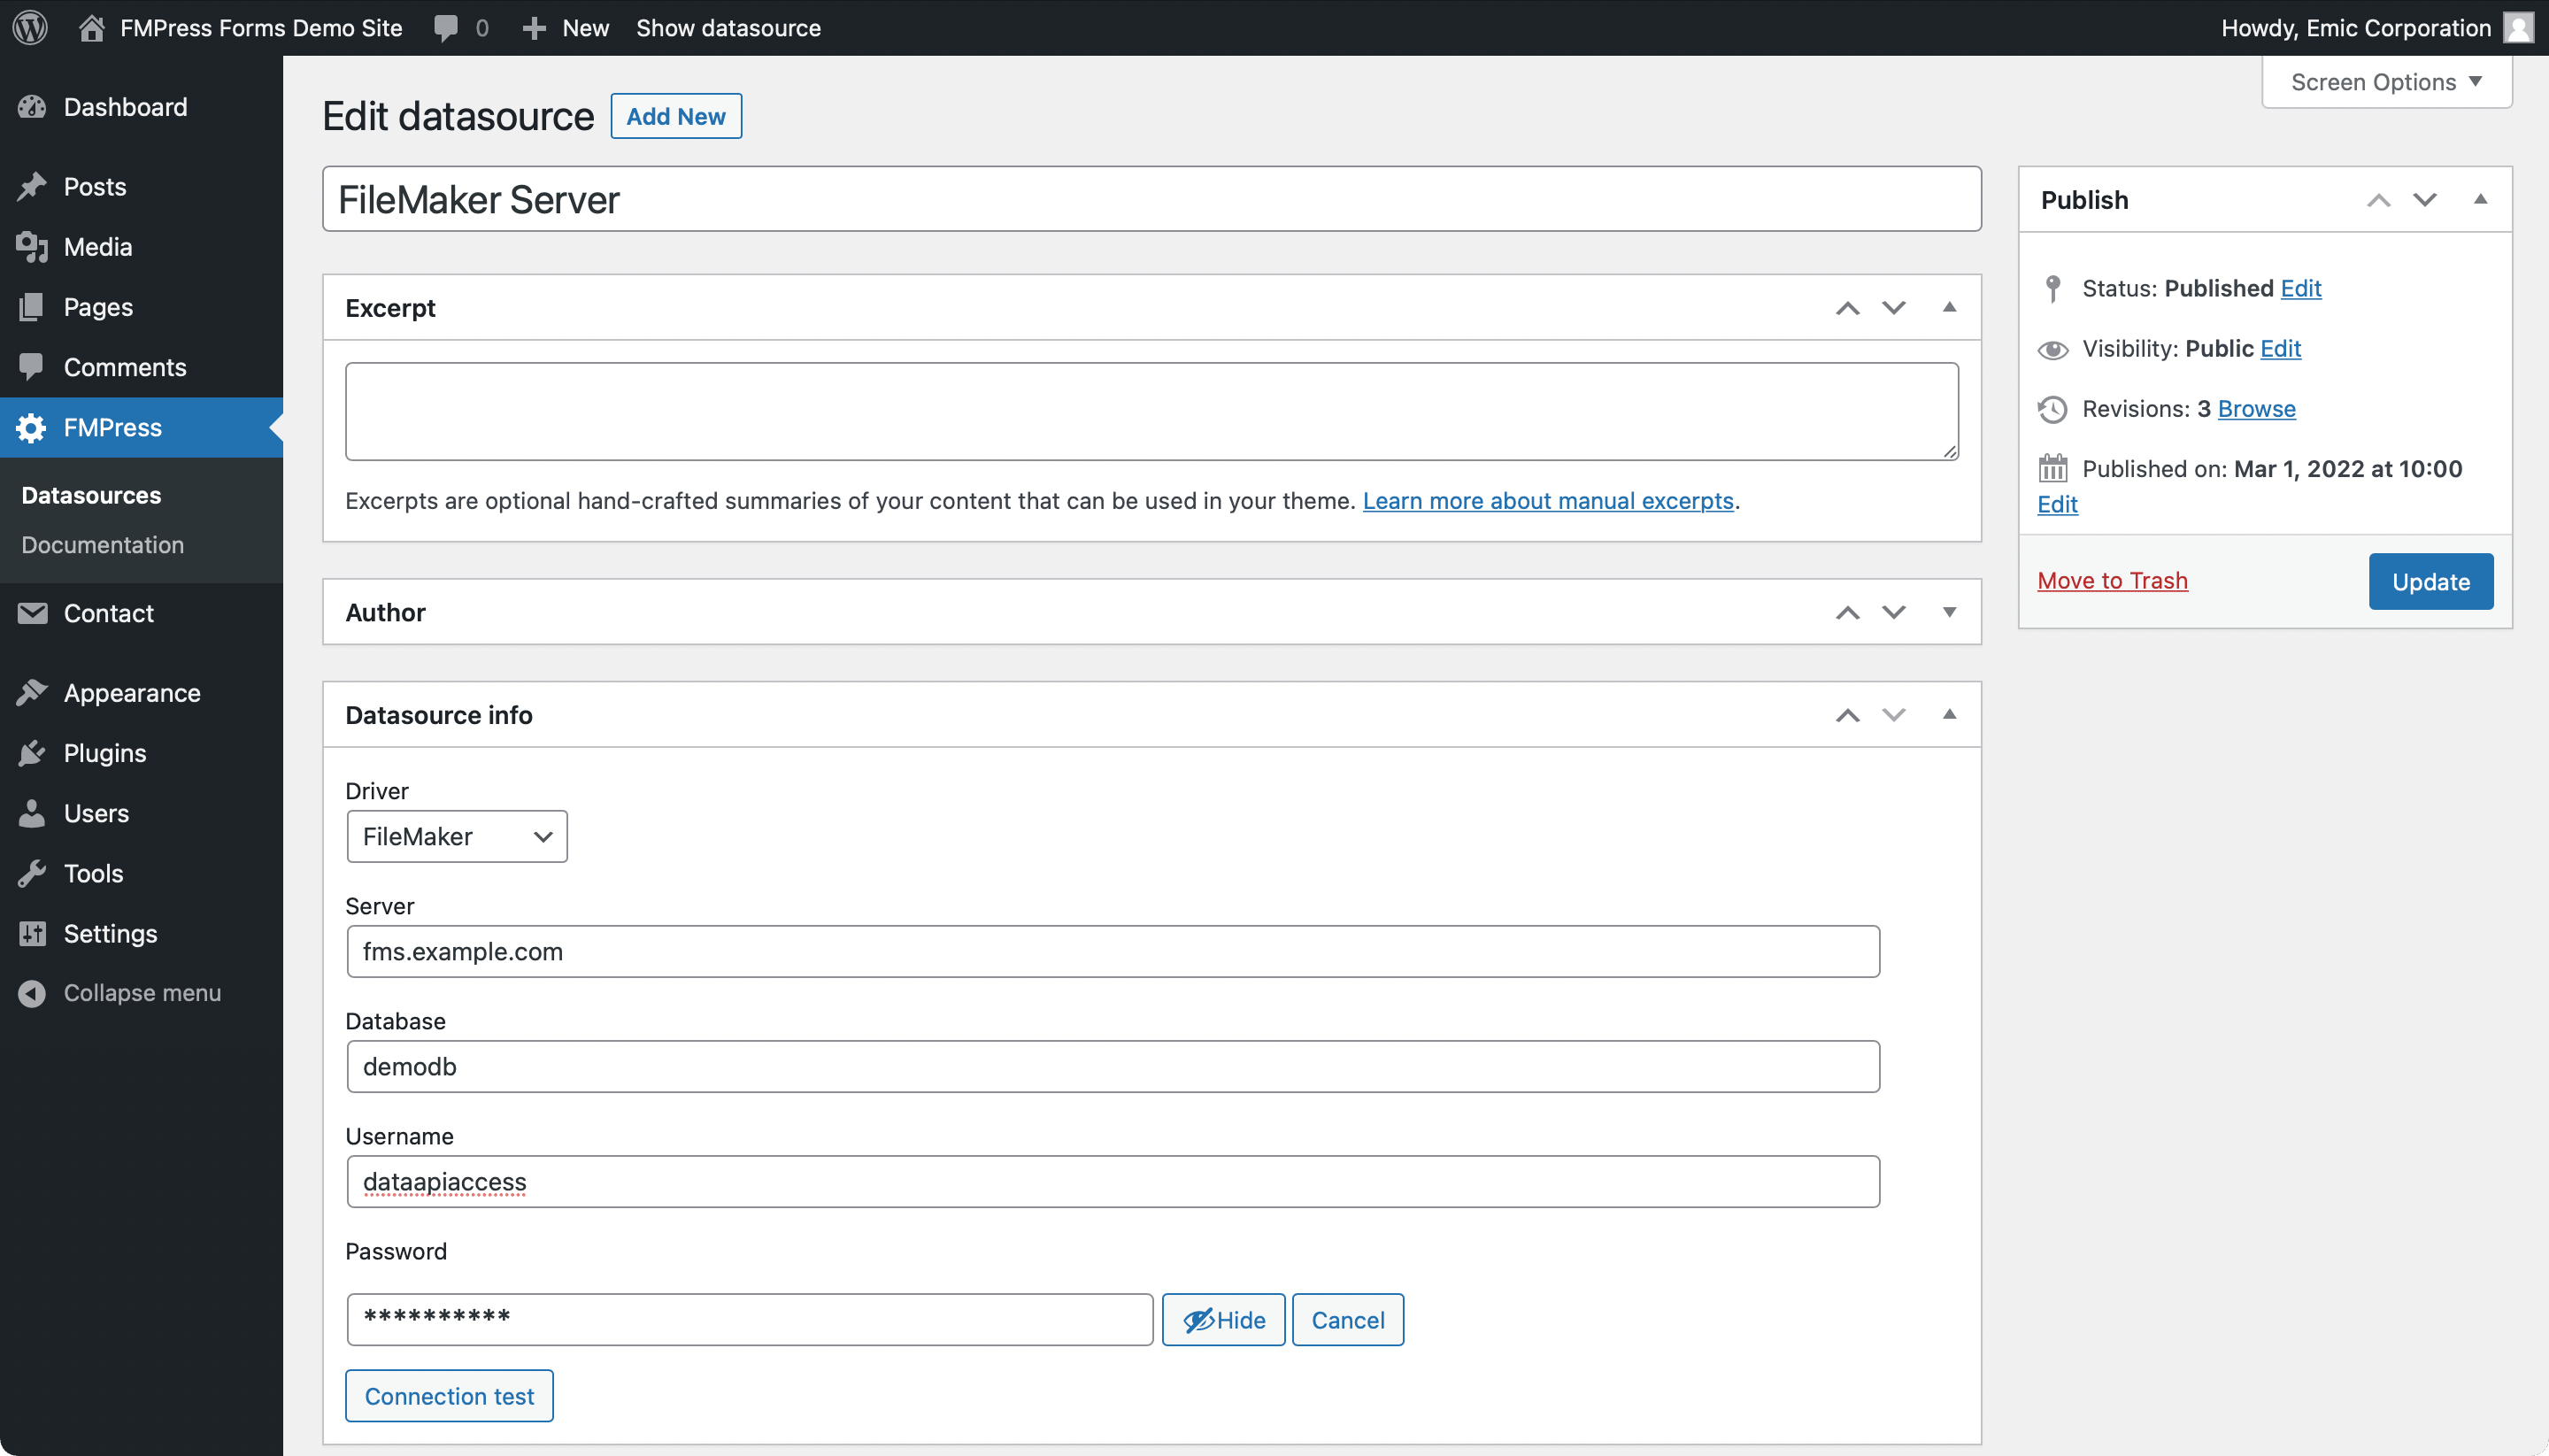 FMPress Forms Demo Site 0 New Show datasource Howdy, Emic Corporation
Screen Options
Dashboard
Posts
Media
Pages
Comments
FMPress
Datasources
Documentation
Contact
Appearance
Plugins
Users
Tools
Settings
Collapse menu
Edit datasource Add New
FileMaker Server
Excerpt
Excerpts are optional hand-crafted summaries of your content that can be used in your theme. Learn more about manual excerpts.
Author
Datasource info
Driver
FileMaker
Server
fms.example.com
Database
demodb
Username
dataapiaccess
Password
********** Hide Cancel
Connection test
Publish
Status: Published Edit
Visibility: Public Edit
Revisions: 3 Browse
Published on: Mar 1, 2022 at 10:00
Edit
Move to Trash Update